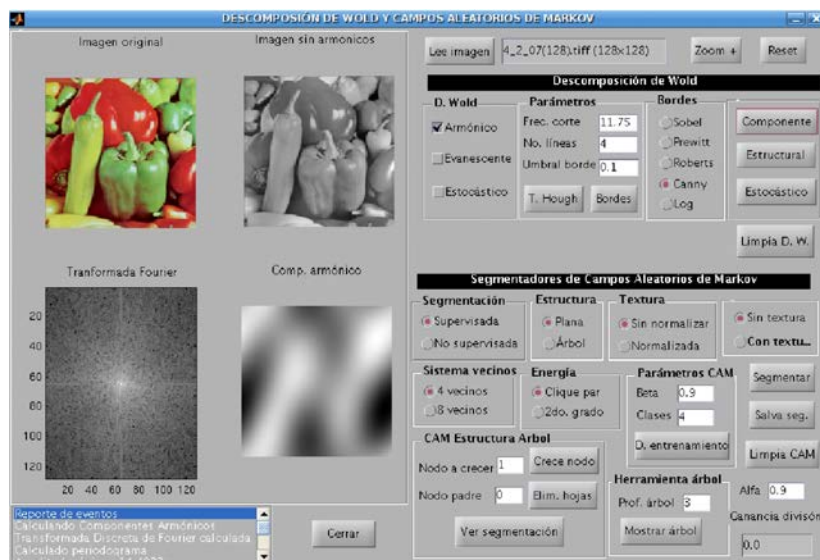 DESCOMPOSIÓN DE WOLD Y CAMPOS ALEATORIOS DE MARKOV
Imagen original
Imagen sin armonicos
Tranformada Fourier
Comp. armónico
20
40
60
80
100
120
20 40 60 80 100 120
Reporte de eventos
Calculando Componentes Armónicos
Transformada Discreta de Fourier calculada
Calculado periodograma
Cerrar
Lee imagen
4_2_07(128).tiff (128x128)
Zoom +
Reset
Descomposición de Wold
D. Wold
Armónico
Evanescente
Estocástico
Parámetros
Frec. corte 11.75
No. líneas 4
Umbral borde 0.1
T. Hough
Bordes
Bordes
Sobel
Prewitt
Roberts
Canny
Log
Componente
Estructural
Estocástico
Limpia D. W.
Segmentadores de Campos Aleatorios de Markov
Segmentación
Supervisada
No supervisada
Estructura
Plana
Árbol
Textura
Sin normalizar
Normalizada
Sin textura
Con textu...
Sistema vecinos
4 vecinos
8 vecinos
Energía
Clique par
2do. grado
Parámetros CAM
Beta 0.9
Clases 4
D. entrenamiento
Segmentar
Salva seg.
Limpia CAM
CAM Estructura Arbol
Nodo a crecer 1
Crece nodo
Nodo padre 0
Elim. hojas
Ver segmentación
Herramienta árbol
Prof. árbol 3
Mostrar árbol
Alfa 0.9
Ganancia divisón
0.0